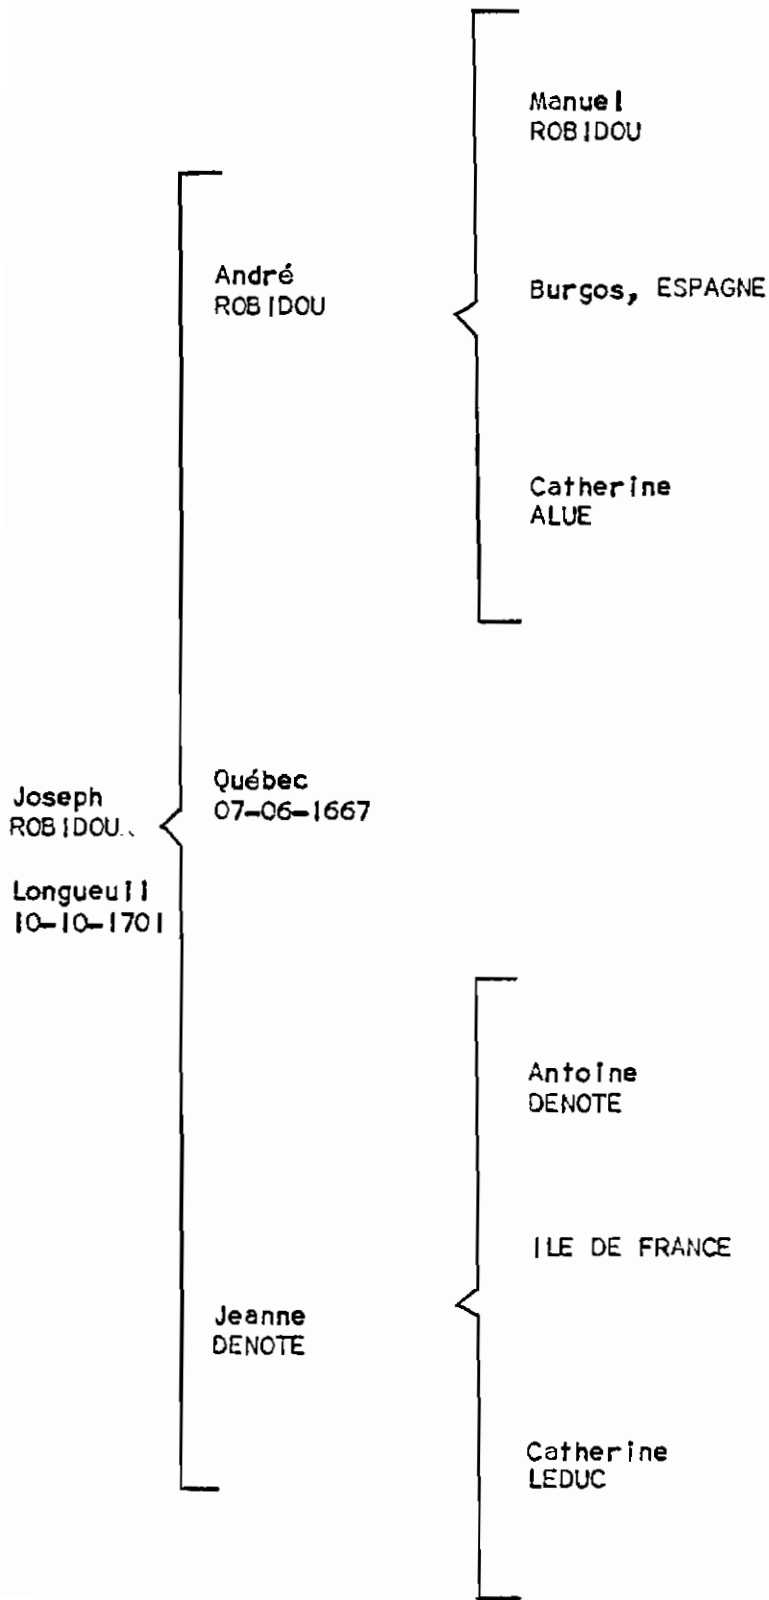 Manuel
ROBIDOU
André
ROBIDOU
Burgos, ESPAGNE
Catherine
ALUE
Québec
07-06-1667
Joseph
ROBIDOU
Longueuil
10-10-1701
Antoine
DENOTE
ILE DE FRANCE
Jeanne
DENOTE
Catherine
LEDUC